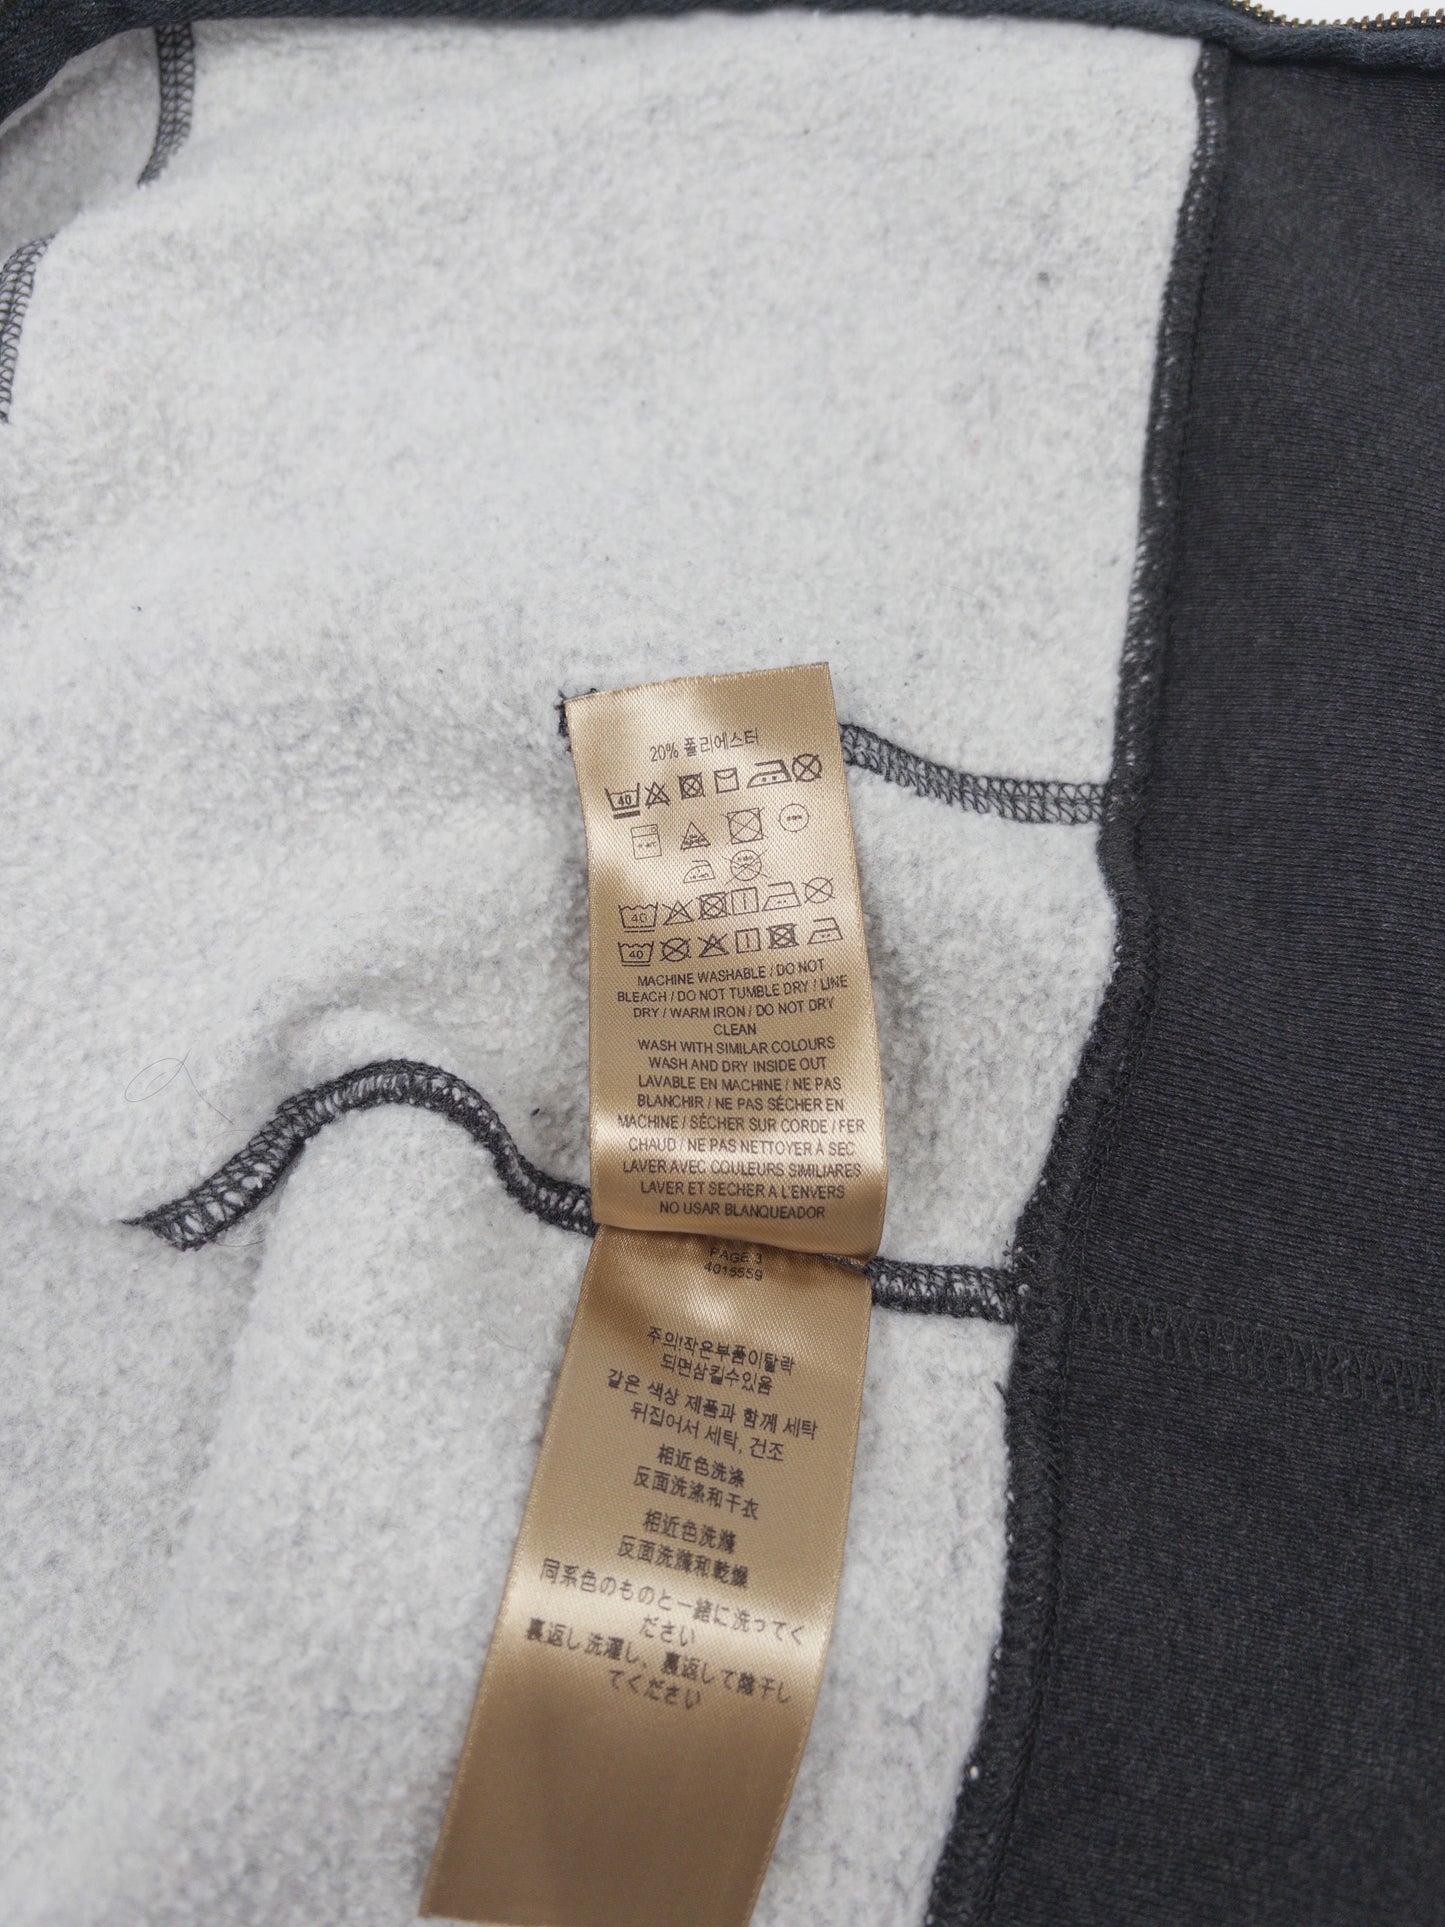 20% 폴리에스터
40
40
40
MACHINE WASHABLE / DO NOT
BLEACH / DO NOT TUMBLE DRY / LINE
DRY / WARM IRON / DO NOT DRY
CLEAN
WASH WITH SIMILAR COLOURS
WASH AND DRY INSIDE OUT
LAVABLE EN MACHINE / NE PAS
BLANCHIR / NE PAS SÉCHER EN
MACHINE / SÉCHER SUR CORDE / FER
CHAUD / NE PAS NETTOYER À SEC
LAVER AVEC COULEURS SIMILIARES
LAVER ET SECHER A L'ENVERS
NO USAR BLANQUEADOR
PAGE 3
4015559
주의!작은부품이탈락
되면삼킬수있음
같은 색상 제품과 함께 세탁
뒤집어서 세탁, 건조
相近色洗涤
反面洗涤和干衣
相近色洗滌
反面洗滌和乾燥
同系色のものと一緒に洗ってく
ださい
裏返し洗濯し、裏返して陰干し
てください